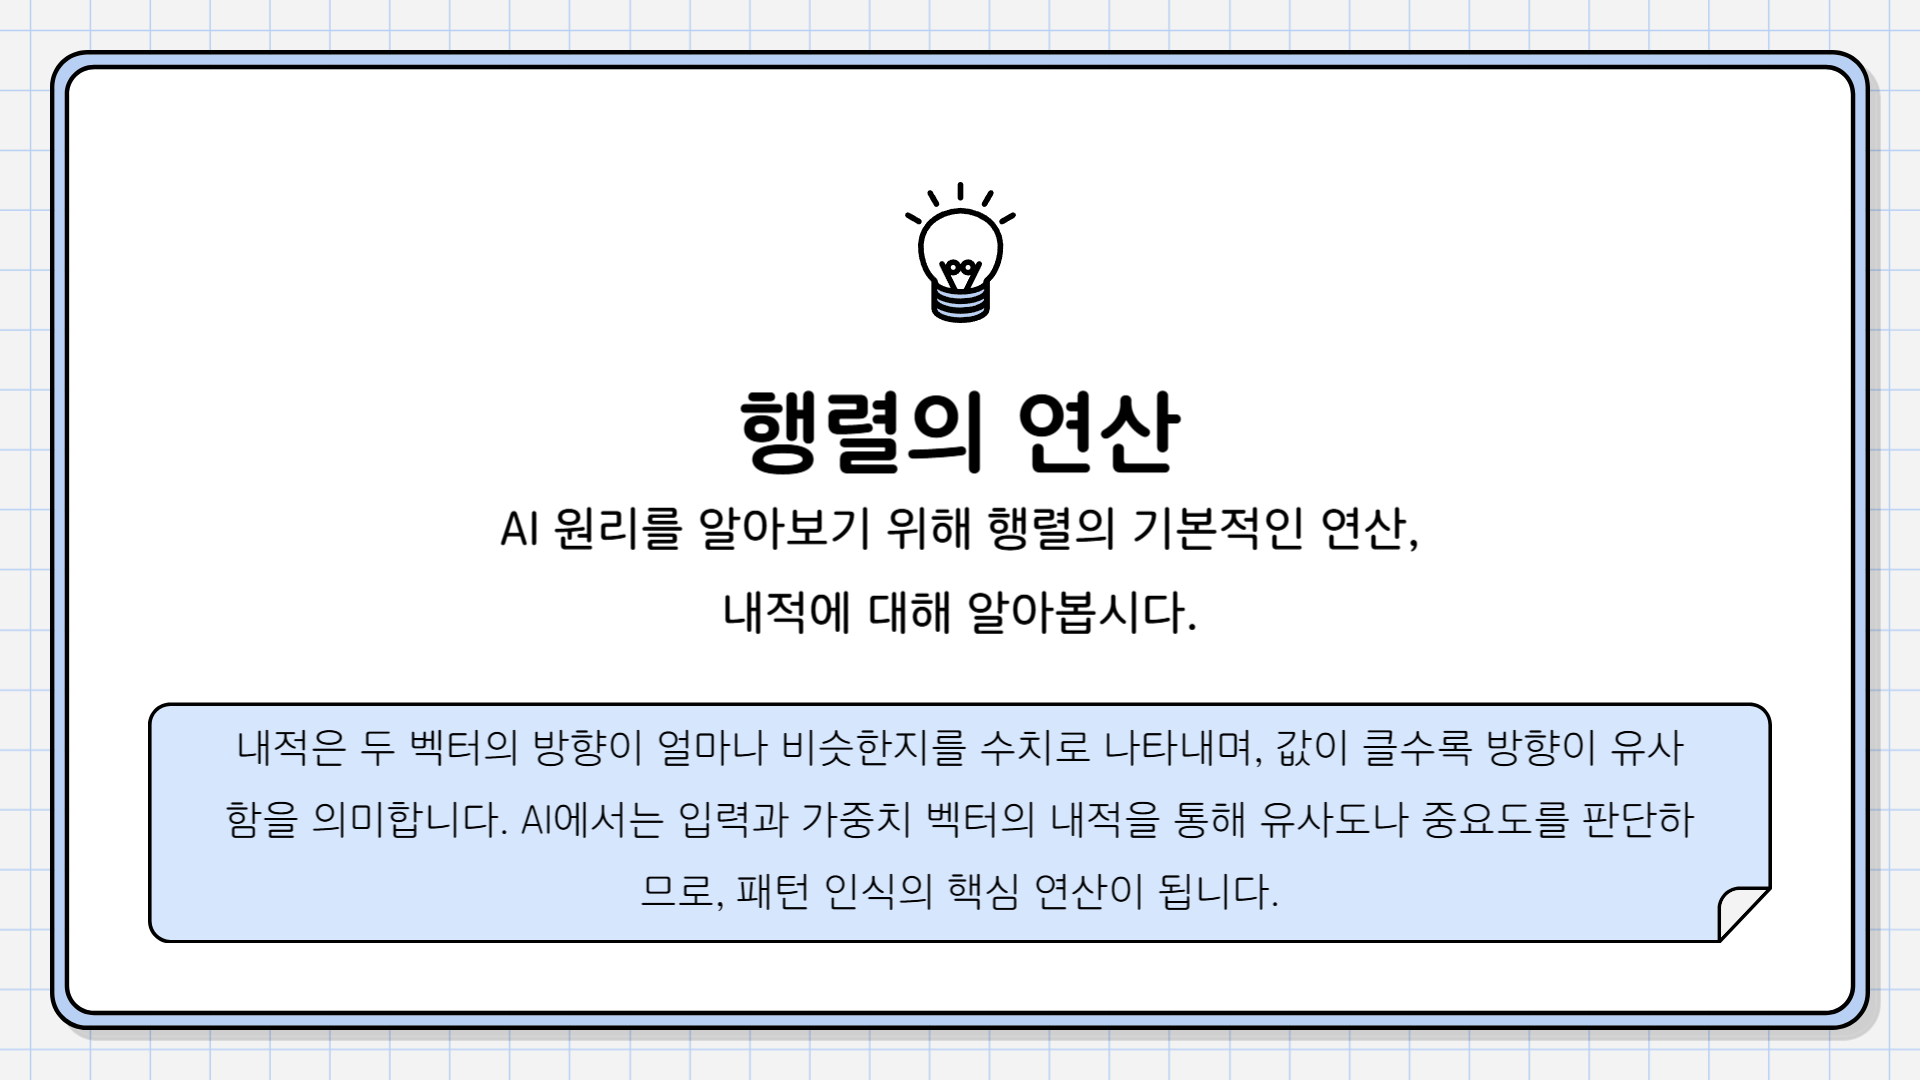 행렬의 연산
AI 원리를 알아보기 위해 행렬의 기본적인 연산,
내적에 대해 알아봅시다.
내적은 두 벡터의 방향이 얼마나 비슷한지를 수치로 나타내며, 값이 클수록 방향이 유사
함을 의미합니다. AI에서는 입력과 가중치 벡터의 내적을 통해 유사도나 중요도를 판단하
므로, 패턴 인식의 핵심 연산이 됩니다.